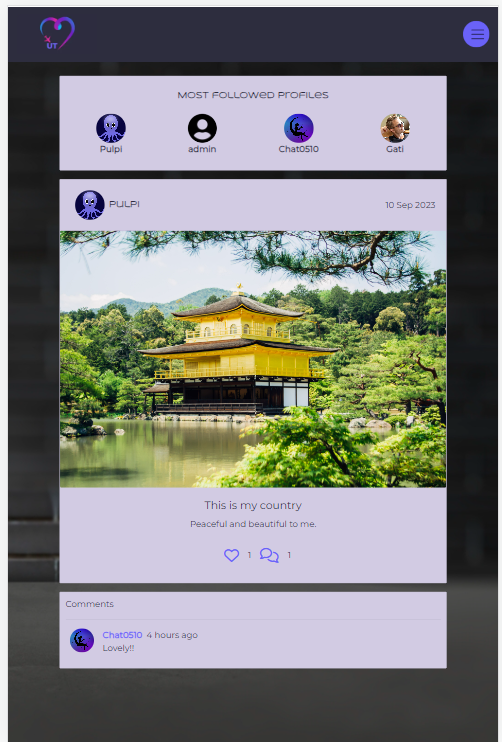 UT
Most Followed Profiles
Pulpi
admin
Chat0510
Gati
PULPI
10 Sep 2023
This is my country
Peaceful and beautiful to me.
1
1
Comments
Chat0510 4 hours ago
Lovely!!